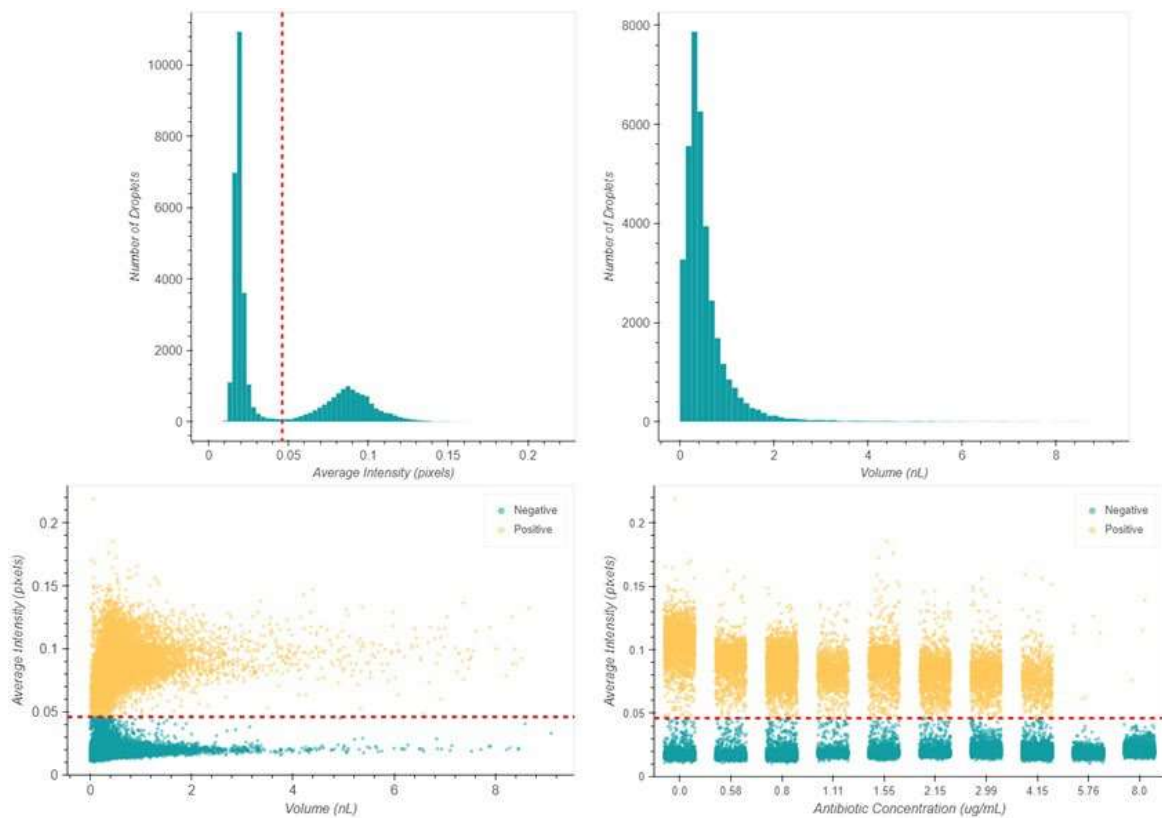 10000
8000
6000
4000
2000
0
Number of Droplets
0 0.05 0.1 0.15 0.2
Average Intensity (pixels)
8000
6000
4000
2000
0
Number of Droplets
0 2 4 6 8
Volume (nL)
0.2
0.15
0.1
0.05
0
Average Intensity (pixels)
Negative
Positive
0 2 4 6 8
Volume (nL)
0.2
0.15
0.1
0.05
0
Average Intensity (pixels)
Negative
Positive
0.0 0.58 0.8 1.11 1.55 2.15 2.99 4.15 5.76 8.0
Antibiotic Concentration (ug/mL)